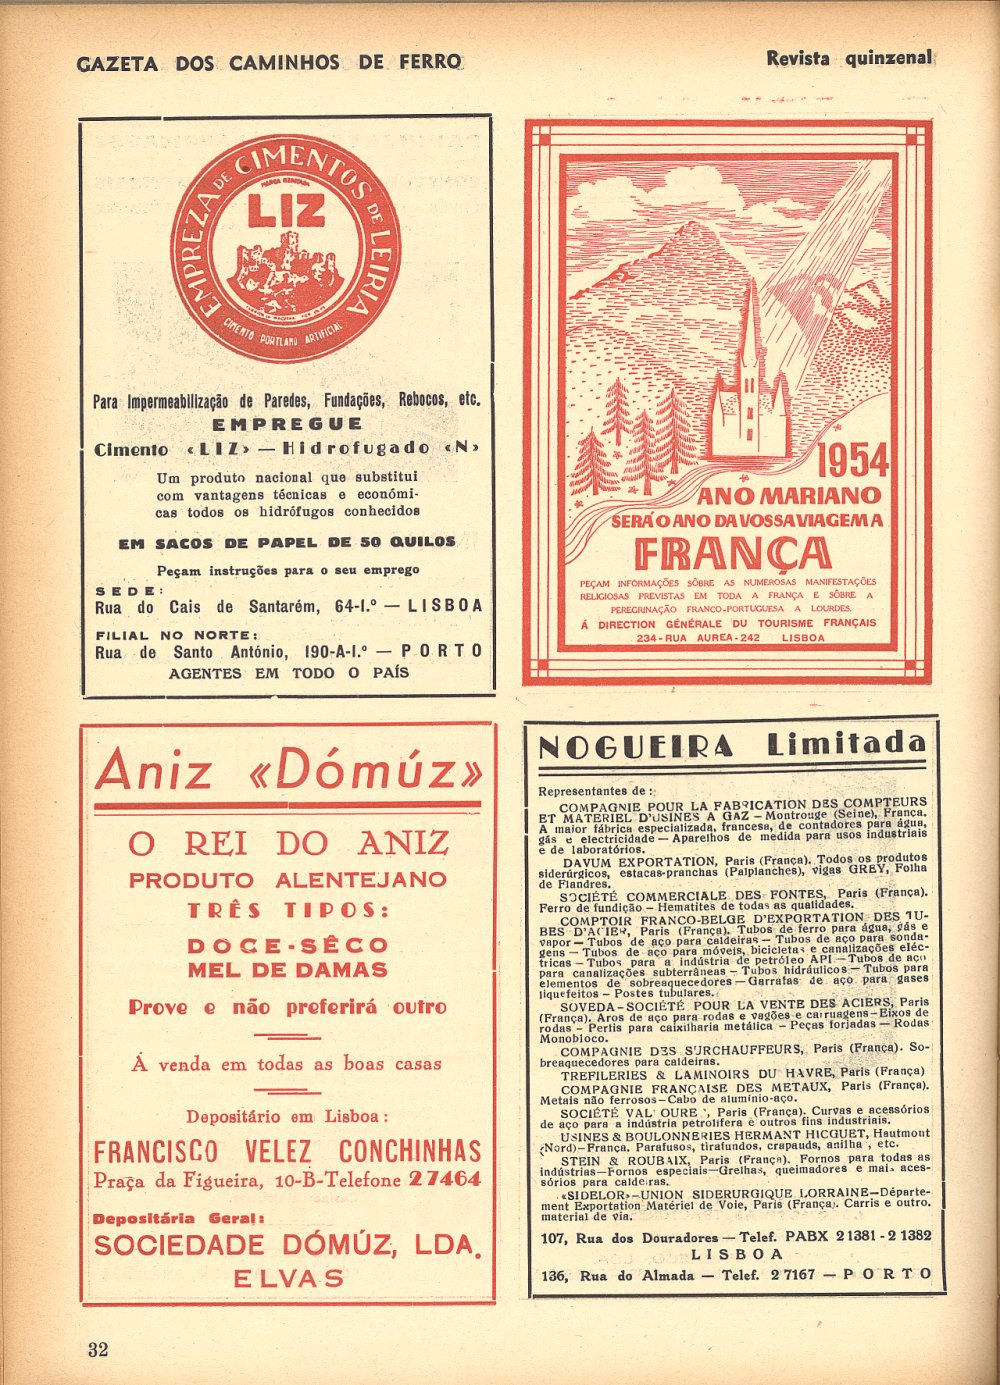 GAZETA DOS CAMINHOS DE FERRO
Revista quinzenal
EMPREZA DE CIMENTOS DE LEIRIA
MARCA REGISTADA
LIZ
CIMENTO PORTLAND ARTIFICIAL
Para Impermeabilização de Paredes, Fundações, Rebocos, etc.
EMPREGUE
Cimento «LIZ» — Hidrofugado «N»
Um produto nacional que substitui
com vantagens técnicas e económi-
cas todos os hidrófugos conhecidos
EM SACOS DE PAPEL DE 50 QUILOS
Peçam instruções para o seu emprego
SEDE:
Rua do Cais de Santarém, 64-1.º — LISBOA
FILIAL NO NORTE:
Rua de Santo António, 190-A-1.º — PORTO
AGENTES EM TODO O PAÍS
1954
ANO MARIANO
SERÁ O ANO DA VOSSA VIAGEM A
FRANÇA
PEÇAM INFORMAÇÕES SÔBRE AS NUMEROSAS MANIFESTAÇÕES
RELIGIOSAS PREVISTAS EM TODA A FRANÇA E SÔBRE A
PEREGRINAÇÃO FRANCO-PORTUGUESA A LOURDES.
Á DIRECTION GÉNÉRALE DU TOURISME FRANÇAIS
234-RUA AUREA-242 LISBOA
Aniz «Dómúz»
O REI DO ANIZ
PRODUTO ALENTEJANO
TRÊS TIPOS:
DOCE-SÊCO
MEL DE DAMAS
Prove e não preferirá outro
À venda em todas as boas casas
Depositário em Lisboa:
FRANCISCO VELEZ CONCHINHAS
Praça da Figueira, 10-B-Telefone 27464
Depositária Geral:
SOCIEDADE DÓMÚZ, LDA.
ELVAS
NOGUEIRA Limitada
Representantes de:
COMPAGNIE POUR LA FABRICATION DES COMPTEURS
ET MATERIEL D'USINES A GAZ — Montrouge (Seine), França.
A maior fábrica especializada, francesa, de contadores para água,
gás e electricidade — Aparelhos de medida para usos industriais
e de laboratórios.
DAVUM EXPORTATION, Paris (França). Todos os produtos
siderúrgicos, estacas-pranchas (Palplanches), vigas GREY, Folha
de Flandres.
SOCIÉTÉ COMMERCIALE DES FONTES, Paris (França).
Ferro de fundição — Hematites de todas as qualidades.
COMPTOIR FRANCO-BELGE D'EXPORTATION DES TU-
BES D'ACIER, Paris (França). Tubos de ferro para água, gás e
vapor — Tubos de aço para caldeiras — Tubos de aço para sonda-
gens — Tubos de aço para móveis, bicicletas e canalizações eléc-
tricas — Tubos para a indústria de petróleo API — Tubos de aço
para canalizações subterrâneas — Tubos hidráulicos — Tubos para
elementos de sobreaquecedores — Garrafas de aço para gases
liquefeitos — Postes tubulares.
SOVEDA-SOCIÉTÉ POUR LA VENTE DES ACIERS, Paris
(França). Aros de aço para rodas e vagões e carruagens — Eixos de
rodas - Perfis para caixilharia metálica - Peças forjadas — Rodas
Monobloco.
COMPAGNIE DES SURCHAUFFEURS, Paris (França). So-
breaquecedores para caldeiras.
TREFILERIES & LAMINOIRS DU HAVRE, Paris (França)
COMPAGNIE FRANÇAISE DES METAUX, Paris (França).
Metais não ferrosos — Cabo de alumínio-aço.
SOCIÉTÉ VAL OURE, Paris (França). Curvas e acessórios
de aço para a indústria petrolífera e outros fins industriais.
USINES & BOULONNERIES HERMANT HICGUET, Hautmont
(Nord) — França. Parafusos, tirafundos, crapauds, anilha , etc.
STEIN & ROUBAIX, Paris (França). Fornos para todas as
indústrias — Fornos especiais — Grelhas, queimadores e mais aces-
sórios para caldeiras.
«SIDELOR» — UNION SIDERURGIQUE LORRAINE — Départe-
ment Exportation Matériel de Voie, Paris (França). Carris e outro.
material de via.
107, Rua dos Douradores — Telef. PABX 21381 - 21382
LISBOA
136, Rua do Almada — Telef. 27167 — PORTO
32